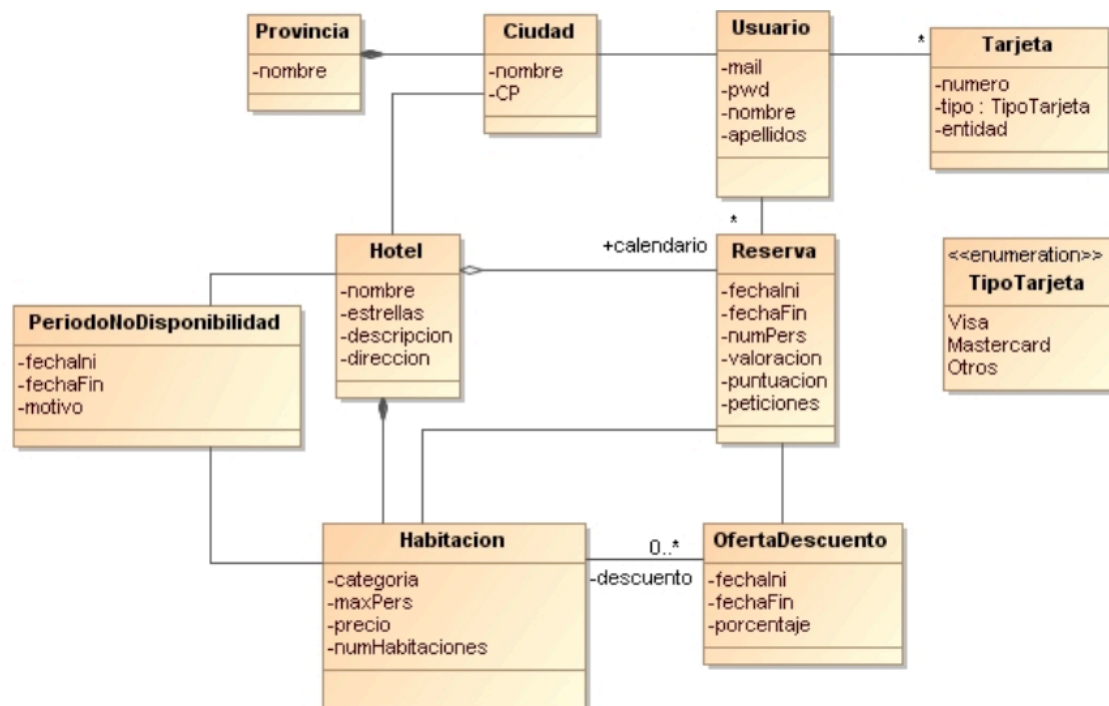 Provincia
-nombre
Ciudad
-nombre
-CP
Usuario
-mail
-pwd
-nombre
-apellidos
*
Tarjeta
-numero
-tipo : TipoTarjeta
-entidad
*
+calendario
Hotel
-nombre
-estrellas
-descripcion
-direccion
Reserva
-fechaIni
-fechaFin
-numPers
-valoracion
-puntuacion
-peticiones
<<enumeration>>
TipoTarjeta
Visa
Mastercard
Otros
PeriodoNoDisponibilidad
-fechaIni
-fechaFin
-motivo
Habitacion
-categoria
-maxPers
-precio
-numHabitaciones
0..*
-descuento
OfertaDescuento
-fechaIni
-fechaFin
-porcentaje